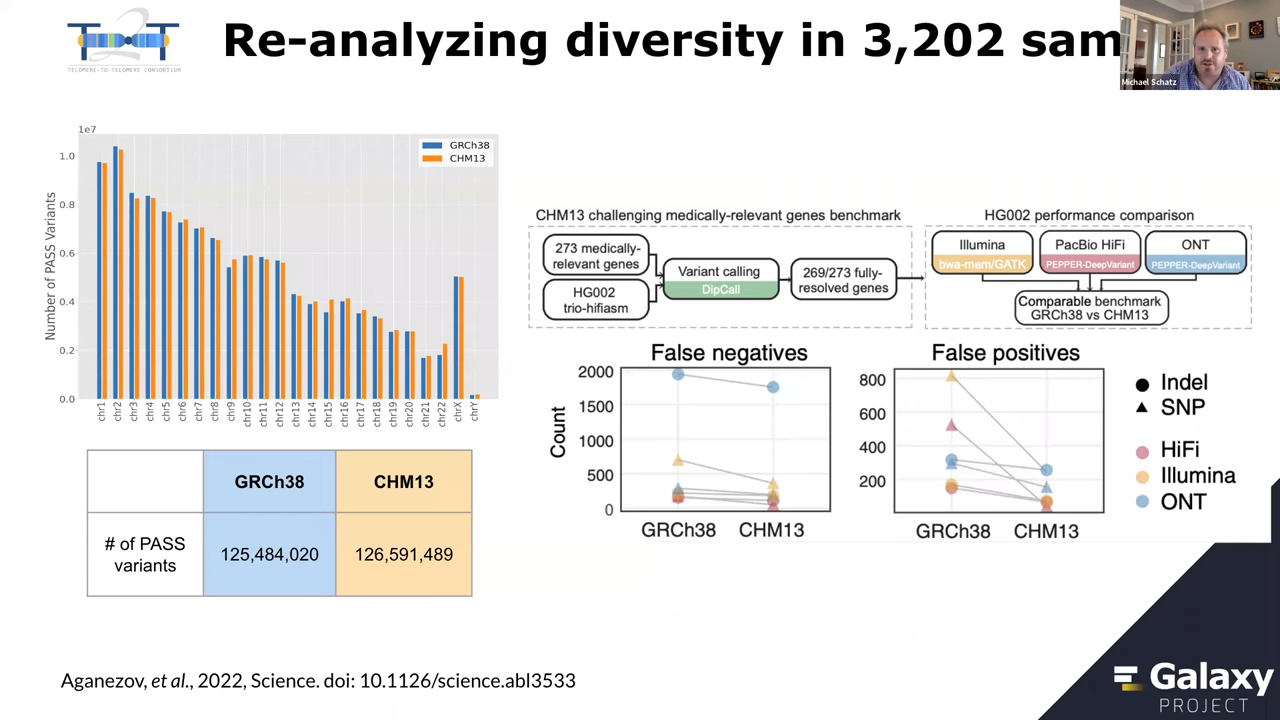 Re-analyzing diversity in 3,202 sam
Michael Schatz
T2T
TELOMERE-TO-TELOMERE CONSORTIUM
1e7
GRCh38
CHM13
Number of PASS Variants
1.0
0.8
0.6
0.4
0.2
0.0
chr1
chr2
chr3
chr4
chr5
chr6
chr7
chr8
chr9
chr10
chr11
chr12
chr13
chr14
chr15
chr16
chr17
chr18
chr19
chr20
chr21
chr22
chrX
chrY
GRCh38 CHM13
# of PASS
variants
125,484,020 126,591,489
CHM13 challenging medically-relevant genes benchmark
273 medically-
relevant genes
HG002
trio-hifiasm
Variant calling
DipCall
269/273 fully-
resolved genes
HG002 performance comparison
Illumina
bwa-mem/GATK
PacBio HiFi
PEPPER-DeepVariant
ONT
PEPPER-DeepVariant
Comparable benchmark
GRCh38 vs CHM13
False negatives
Count
2000
1500
1000
500
0
GRCh38 CHM13
False positives
800
600
400
200
GRCh38 CHM13
Indel
SNP
HiFi
Illumina
ONT
Aganezov, et al., 2022, Science. doi: 10.1126/science.abl3533
Galaxy
PROJECT